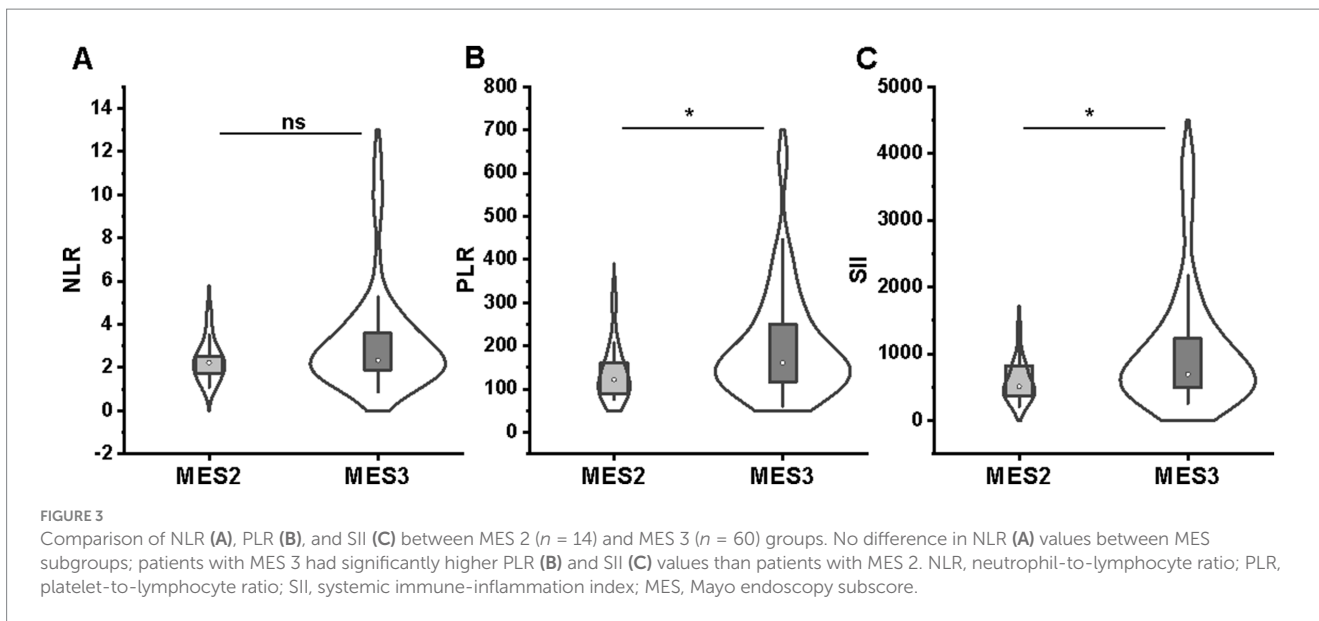 A
14
12
10
8
6
4
2
0
-2
NLR
ns
MES2 MES3
B
800
700
600
500
400
300
200
100
0
PLR
*
MES2 MES3
C
5000
4000
3000
2000
1000
0
SII
*
MES2 MES3
FIGURE 3
Comparison of NLR (A), PLR (B), and SII (C) between MES 2 (n = 14) and MES 3 (n = 60) groups. No difference in NLR (A) values between MES
subgroups; patients with MES 3 had significantly higher PLR (B) and SII (C) values than patients with MES 2. NLR, neutrophil-to-lymphocyte ratio; PLR,
platelet-to-lymphocyte ratio; SII, systemic immune-inflammation index; MES, Mayo endoscopy subscore.